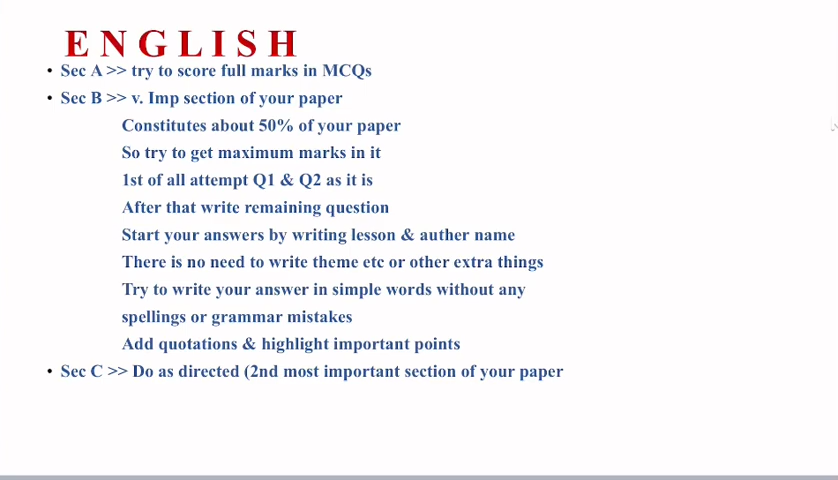 ENGLISH
• Sec A >> try to score full marks in MCQs
• Sec B >> v. Imp section of your paper
Constitutes about 50% of your paper
So try to get maximum marks in it
1st of all attempt Q1 & Q2 as it is
After that write remaining question
Start your answers by writing lesson & auther name
There is no need to write theme etc or other extra things
Try to write your answer in simple words without any
spellings or grammar mistakes
Add quotations & highlight important points
• Sec C >> Do as directed (2nd most important section of your paper